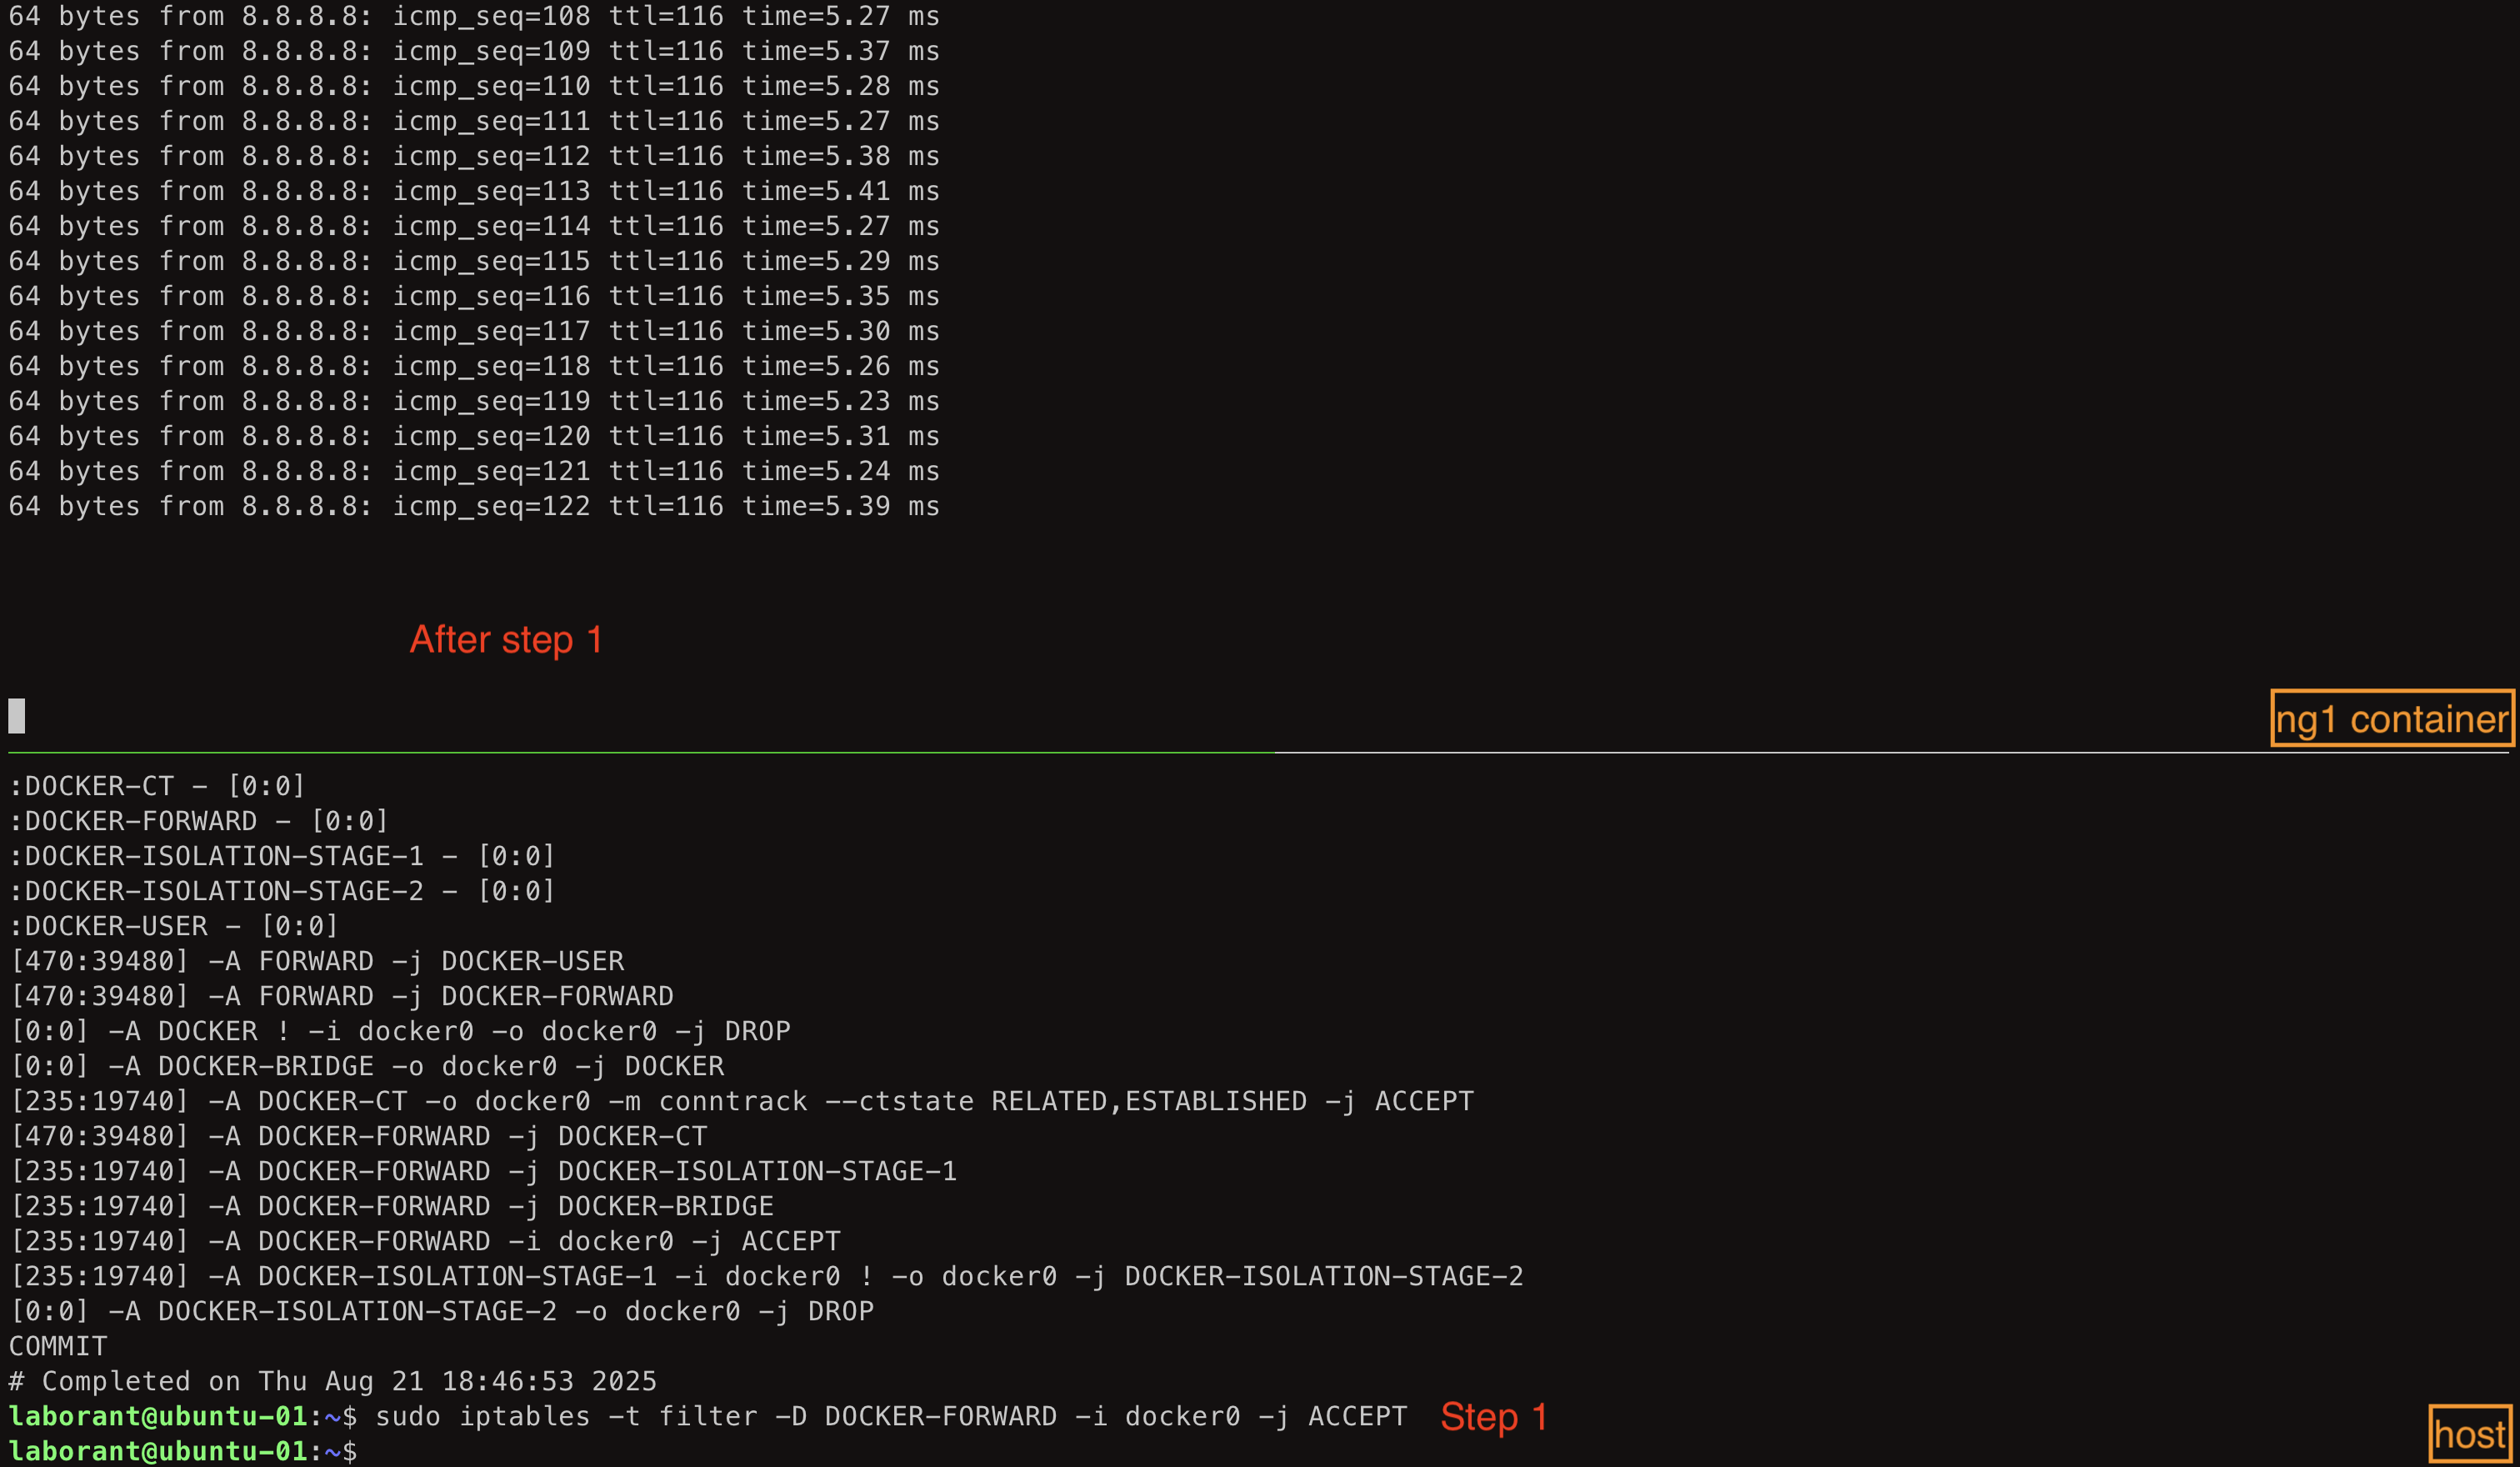 64 bytes from 8.8.8.8: icmp_seq=108 ttl=116 time=5.27 ms
64 bytes from 8.8.8.8: icmp_seq=109 ttl=116 time=5.37 ms
64 bytes from 8.8.8.8: icmp_seq=110 ttl=116 time=5.28 ms
64 bytes from 8.8.8.8: icmp_seq=111 ttl=116 time=5.27 ms
64 bytes from 8.8.8.8: icmp_seq=112 ttl=116 time=5.38 ms
64 bytes from 8.8.8.8: icmp_seq=113 ttl=116 time=5.41 ms
64 bytes from 8.8.8.8: icmp_seq=114 ttl=116 time=5.27 ms
64 bytes from 8.8.8.8: icmp_seq=115 ttl=116 time=5.29 ms
64 bytes from 8.8.8.8: icmp_seq=116 ttl=116 time=5.35 ms
64 bytes from 8.8.8.8: icmp_seq=117 ttl=116 time=5.30 ms
64 bytes from 8.8.8.8: icmp_seq=118 ttl=116 time=5.26 ms
64 bytes from 8.8.8.8: icmp_seq=119 ttl=116 time=5.23 ms
64 bytes from 8.8.8.8: icmp_seq=120 ttl=116 time=5.31 ms
64 bytes from 8.8.8.8: icmp_seq=121 ttl=116 time=5.24 ms
64 bytes from 8.8.8.8: icmp_seq=122 ttl=116 time=5.39 ms
After step 1
ng1 container
:DOCKER-CT - [0:0]
:DOCKER-FORWARD - [0:0]
:DOCKER-ISOLATION-STAGE-1 - [0:0]
:DOCKER-ISOLATION-STAGE-2 - [0:0]
:DOCKER-USER - [0:0]
[470:39480] -A FORWARD -j DOCKER-USER
[470:39480] -A FORWARD -j DOCKER-FORWARD
[0:0] -A DOCKER ! -i docker0 -o docker0 -j DROP
[0:0] -A DOCKER-BRIDGE -o docker0 -j DOCKER
[235:19740] -A DOCKER-CT -o docker0 -m conntrack --ctstate RELATED,ESTABLISHED -j ACCEPT
[470:39480] -A DOCKER-FORWARD -j DOCKER-CT
[235:19740] -A DOCKER-FORWARD -j DOCKER-ISOLATION-STAGE-1
[235:19740] -A DOCKER-FORWARD -j DOCKER-BRIDGE
[235:19740] -A DOCKER-FORWARD -i docker0 -j ACCEPT
[235:19740] -A DOCKER-ISOLATION-STAGE-1 -i docker0 ! -o docker0 -j DOCKER-ISOLATION-STAGE-2
[0:0] -A DOCKER-ISOLATION-STAGE-2 -o docker0 -j DROP
COMMIT
# Completed on Thu Aug 21 18:46:53 2025
laborant@ubuntu-01:~$ sudo iptables -t filter -D DOCKER-FORWARD -i docker0 -j ACCEPT Step 1
laborant@ubuntu-01:~$
host